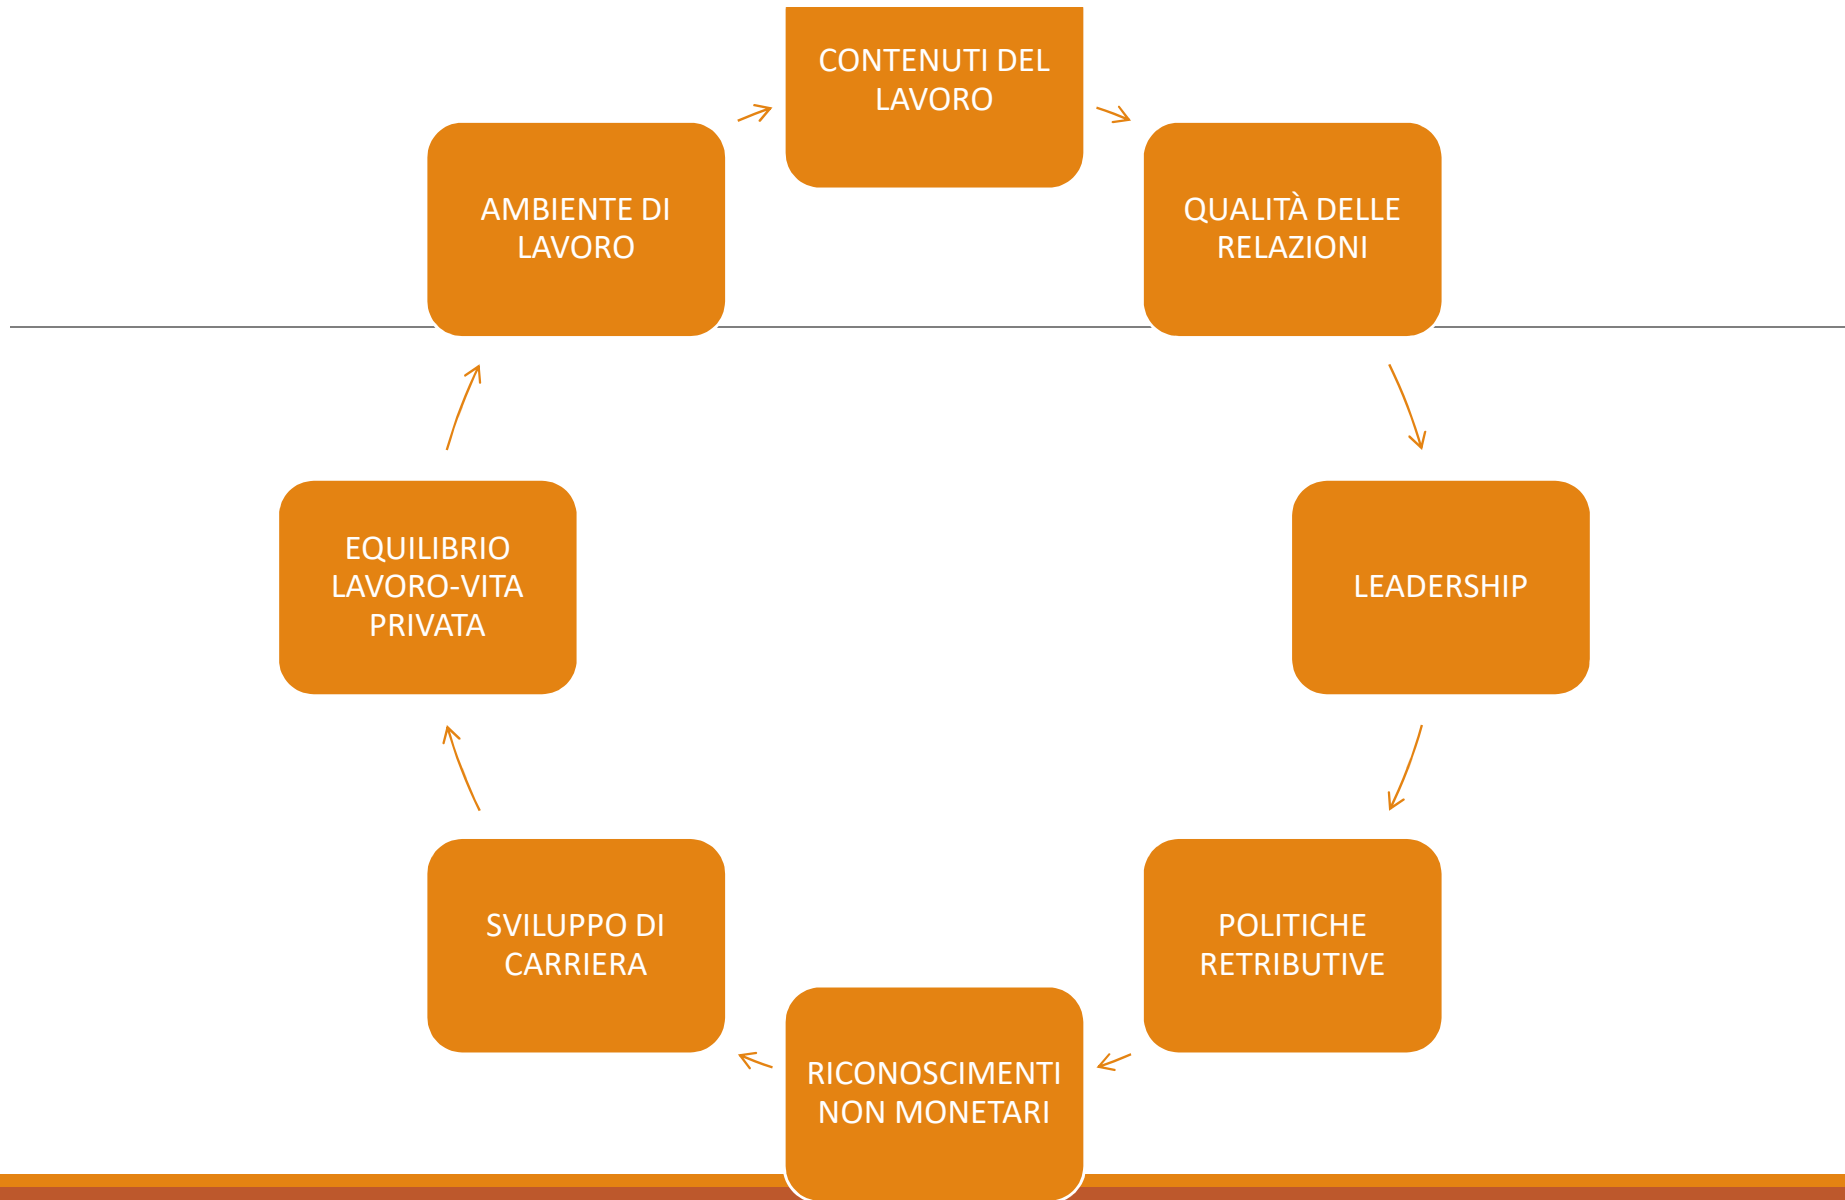 CONTENUTI DEL
LAVORO
QUALITÀ DELLE
RELAZIONI
LEADERSHIP
POLITICHE
RETRIBUTIVE
RICONOSCIMENTI
NON MONETARI
SVILUPPO DI
CARRIERA
EQUILIBRIO
LAVORO-VITA
PRIVATA
AMBIENTE DI
LAVORO